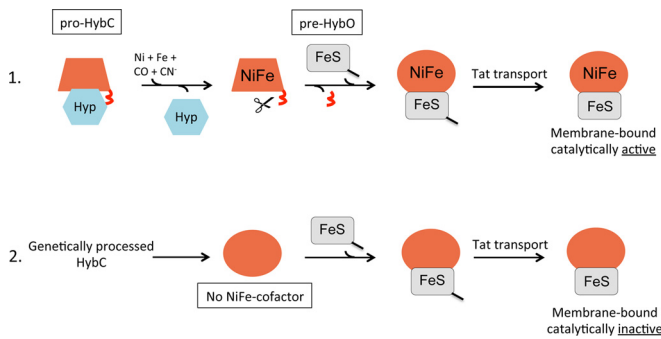 pro-HybC
pre-HybO
1.
Hyp
Ni + Fe +
CO + CN-
Hyp
NiFe
FeS
NiFe
FeS
Tat transport
NiFe
FeS
Membrane-bound
catalytically active
2.
Genetically processed
HybC
No NiFe-cofactor
FeS
FeS
Tat transport
FeS
Membrane-bound
catalytically inactive